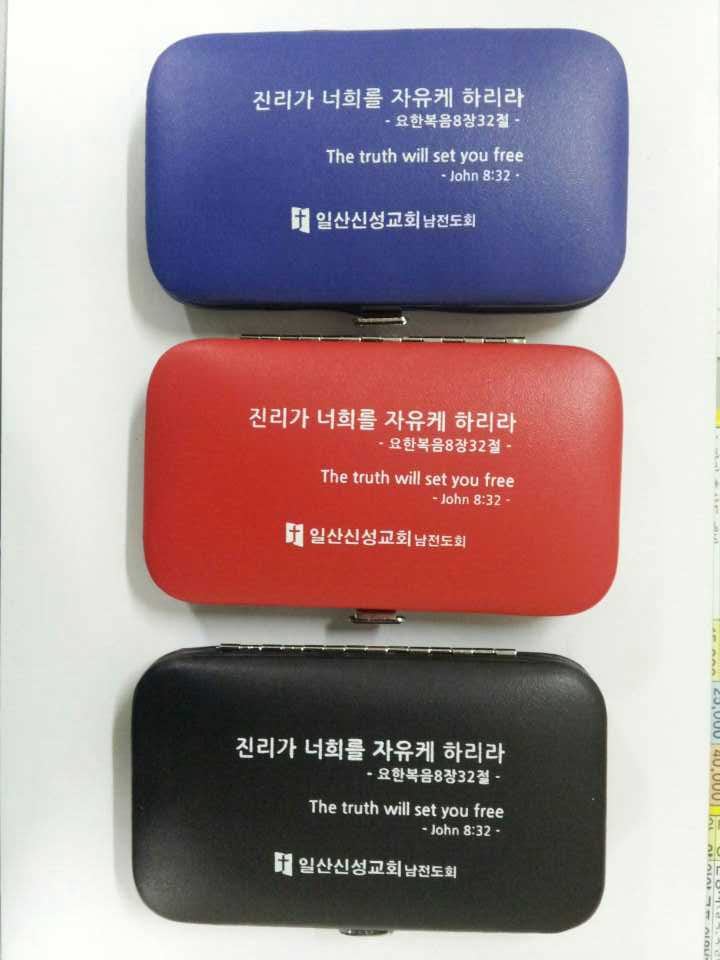 진리가 너희를 자유케 하리라
- 요한복음8장32절 -
The truth will set you free
- John 8:32 -
일산신성교회 남전도회
진리가 너희를 자유케 하리라
- 요한복음8장32절 -
The truth will set you free
- John 8:32 -
일산신성교회 남전도회
진리가 너희를 자유케 하리라
- 요한복음8장32절 -
The truth will set you free
- John 8:32 -
일산신성교회 남전도회
25,000
40,000